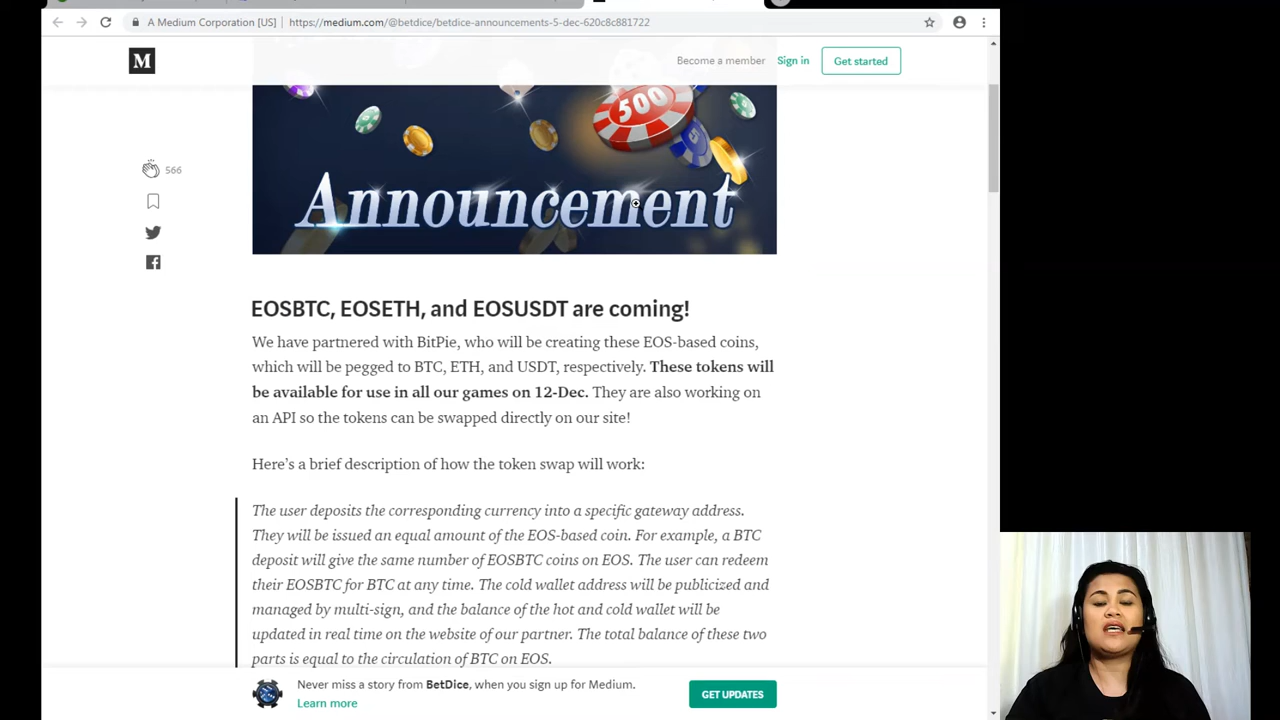 A Medium Corporation [US]
https://medium.com/@betdice/betdice-announcements-5-dec-620c8c881722
M
Become a member
Sign in
Get started
500
5
Announcement
566
EOSBTC, EOSETH, and EOSUSDT are coming!
We have partnered with BitPie, who will be creating these EOS-based coins,
which will be pegged to BTC, ETH, and USDT, respectively. These tokens will
be available for use in all our games on 12-Dec. They are also working on
an API so the tokens can be swapped directly on our site!
Here's a brief description of how the token swap will work:
The user deposits the corresponding currency into a specific gateway address.
They will be issued an equal amount of the EOS-based coin. For example, a BTC
deposit will give the same number of EOSBTC coins on EOS. The user can redeem
their EOSBTC for BTC at any time. The cold wallet address will be publicized and
managed by multi-sign, and the balance of the hot and cold wallet will be
updated in real time on the website of our partner. The total balance of these two
parts is equal to the circulation of BTC on EOS.
Never miss a story from BetDice, when you sign up for Medium.
Learn more
GET UPDATES